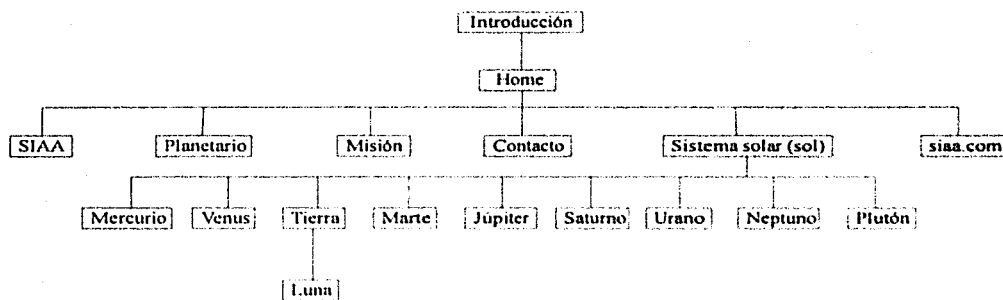 Introducción
Home
SIAA Planetario Misión Contacto Sistema solar (sol) siaa.com
Mercurio Venus Tierra Marte Júpiter Saturno Urano Neptuno Plutón
Luna